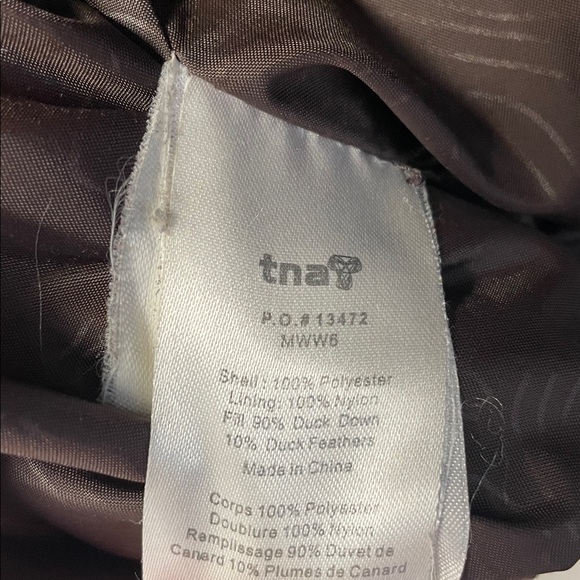 tna
P.O.# 13472
MWW6
Shell: 100% Polyester
Lining: 100% Nylon
Fill 90% Duck Down
10% Duck Feathers
Made in China
Corps 100% Polyester
Doublure 100% Nylon
Remplissage 90% Duvet de
Canard 10% Plumes de Canard